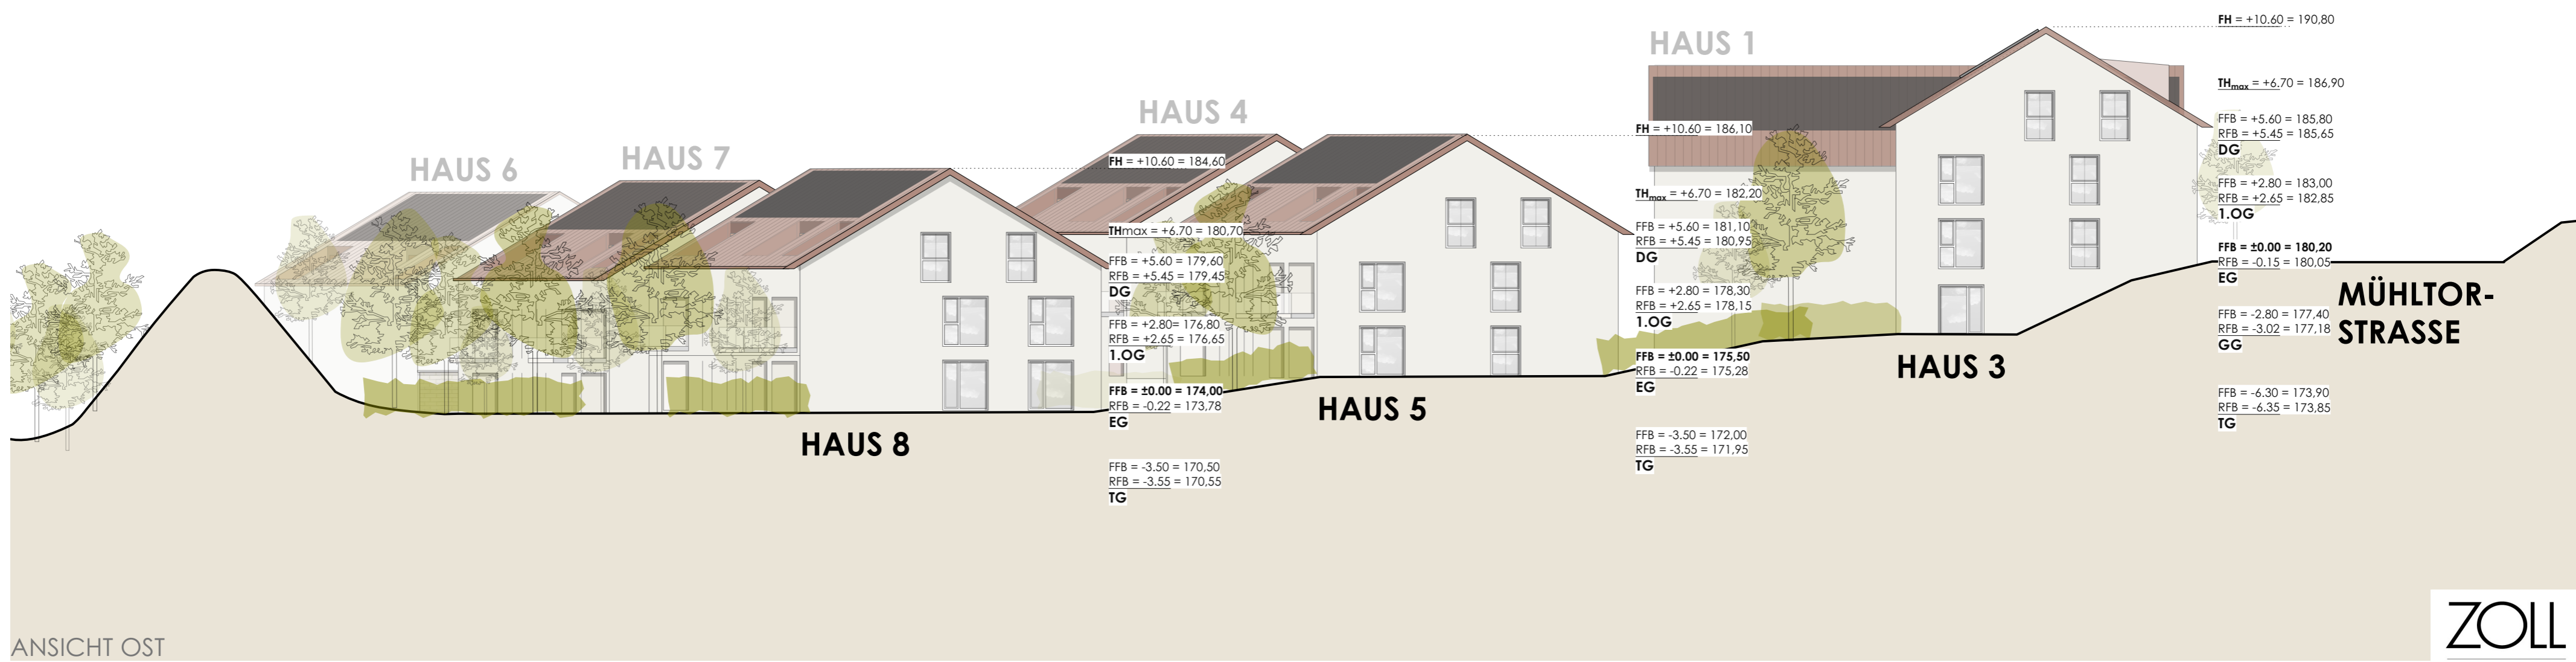 HAUS 6
HAUS 7
HAUS 8
FH = +10.60 = 184,60
THmax = +6.70 = 180,70
FFB = +5.60= 179,60
RFB = +5.45 = 179,45
DG
FFB = +2.80= 176,80
RFB = +2.65 = 176,65
1.OG
FFB = ±0.00 = 174,00
RFB = -0.22 = 173,78
EG
FFB = -3.50 = 170,50
RFB = -3.55 = 170,55
TG
HAUS 4
HAUS 5
FH = +10.60 = 186,10
THmax = +6.70 = 182,20
FFB = +5.60 = 181,10
RFB = +5.45 = 180,95
DG
FFB = +2.80 = 178,30
RFB = +2.65 = 178,15
1.OG
FFB = ±0.00 = 175,50
RFB = -0.22 = 175,28
EG
FFB = -3.50 = 172,00
RFB = -3.55 = 171,95
TG
HAUS 1
HAUS 3
FH = +10.60 = 190,80
THmax = +6.70 = 186,90
FFB = +5.60 = 185,80
RFB = +5.45 = 185,65
DG
FFB = +2.80 = 183,00
RFB = +2.65 = 182,85
1.OG
FFB = ±0.00 = 180,20
RFB = -0.15 = 180,05
EG
FFB = -2.80 = 177,40
RFB = -3.02 = 177,18
GG
FFB = -6.30 = 173,90
RFB = -6.35 = 173,85
TG
MÜHLTOR-
STRASSE
ANSICHT OST
ZOLL